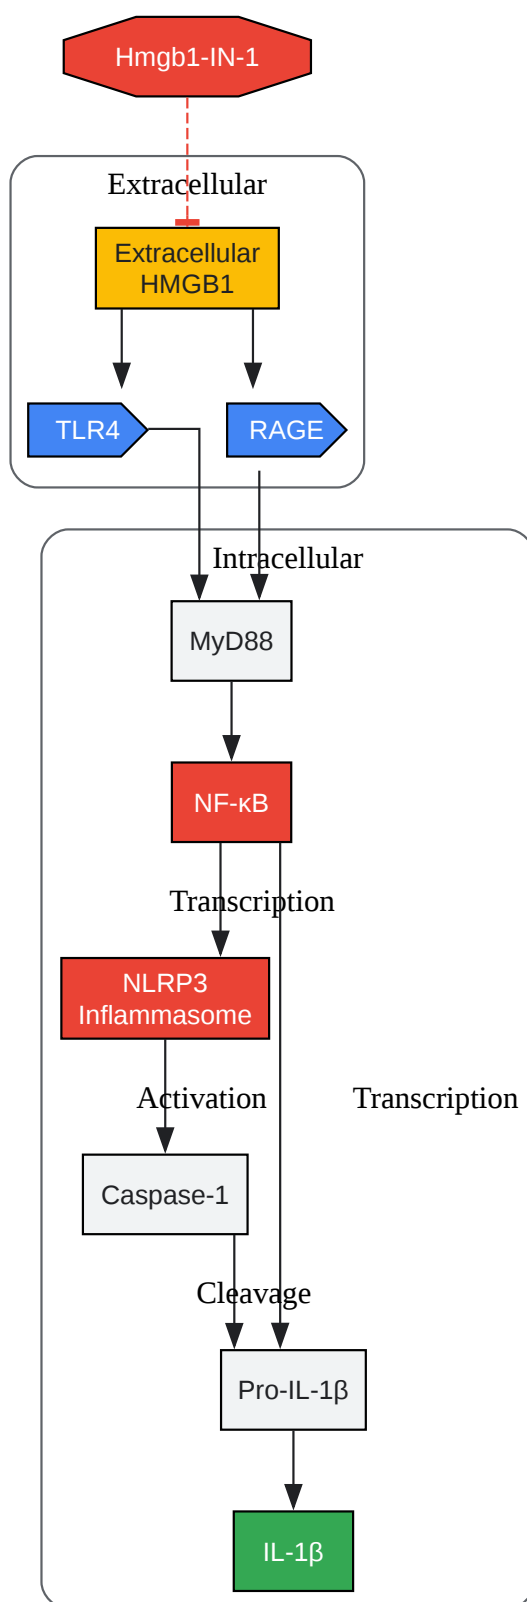 Hmgb1-IN-1
Extracellular
Extracellular
HMGB1
TLR4
RAGE
Intracellular
MyD88
NF-κB
Transcription
NLRP3
Inflammasome
Activation
Transcription
Caspase-1
Cleavage
Pro-IL-1β
IL-1β